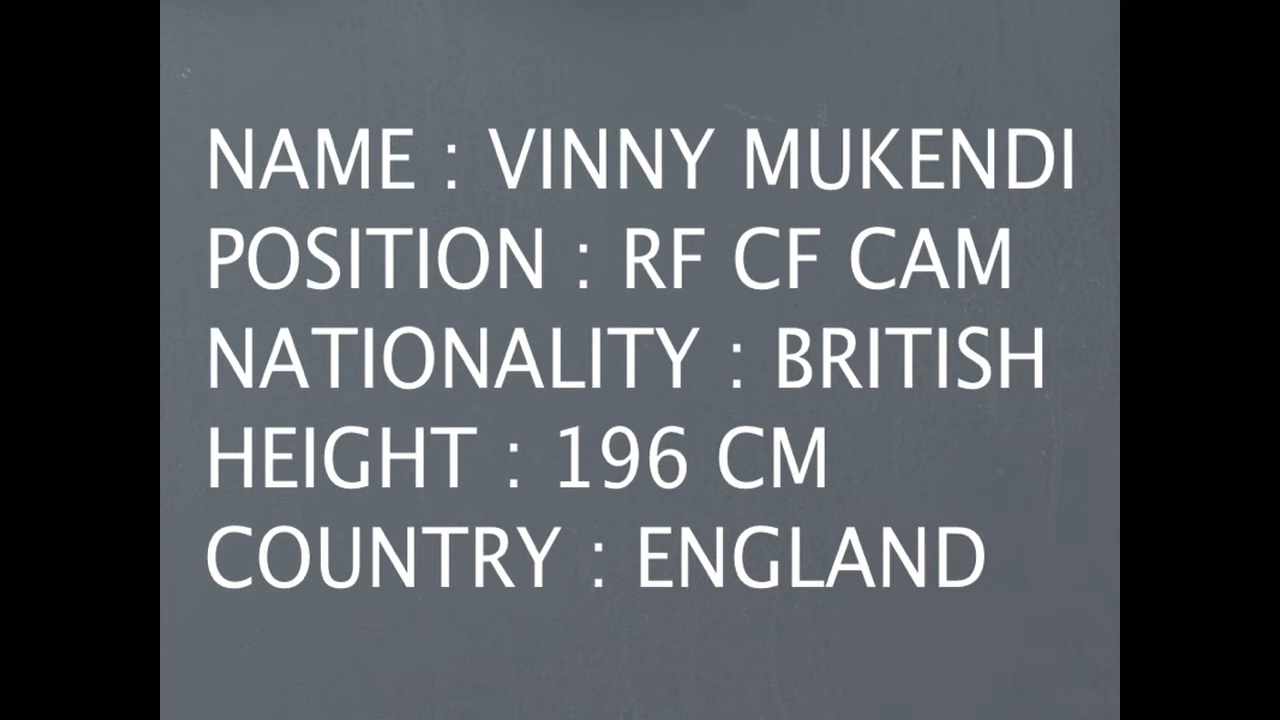 NAME : VINNY MUKENDI
POSITION : RF CF CAM
NATIONALITY : BRITISH
HEIGHT : 196 CM
COUNTRY : ENGLAND